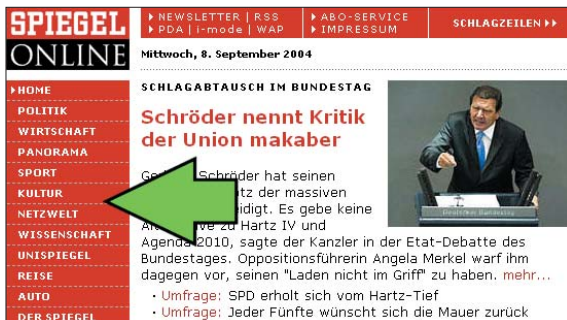 SPIEGEL
ONLINE
NEWSLETTER | RSS
PDA | i-mode | WAP
ABO-SERVICE
IMPRESSUM
SCHLAGZEILEN
Mittwoch, 8. September 2004
HOME
POLITIK
WIRTSCHAFT
PANORAMA
SPORT
KULTUR
NETZWELT
WISSENSCHAFT
UNISPIEGEL
REISE
AUTO
DER SPIEGEL
SCHLAGABTAUSCH IM BUNDESTAG
Schröder nennt Kritik
der Union makaber
Schröder hat seinen
der massiven
Es gebe keine
zu Hartz IV und
Agenda 2010, sagte der Kanzler in der Etat-Debatte des
Bundestages. Oppositionsführerin Angela Merkel warf ihm
dagegen vor, seinen "Laden nicht im Griff" zu haben. mehr...
· Umfrage: SPD erholt sich vom Hartz-Tief
· Umfrage: Jeder Fünfte wünscht sich die Mauer zurück
Deutscher Bundestag